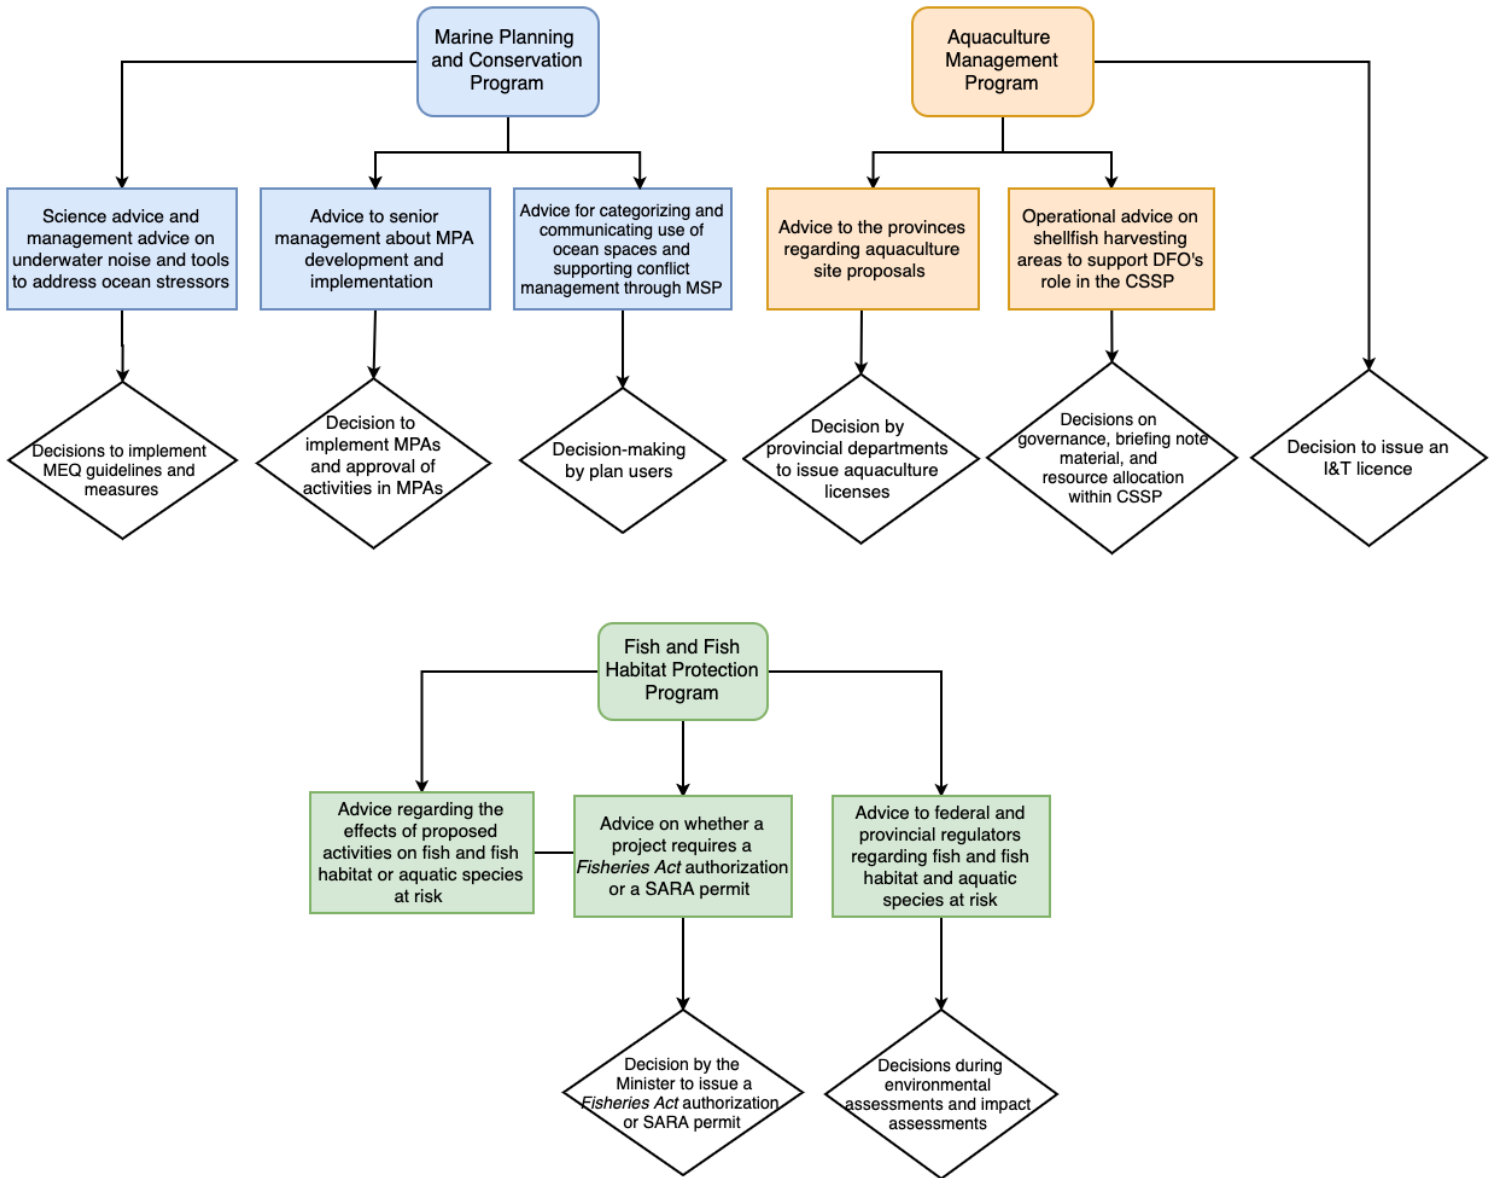 Marine Planning
and Conservation
Program
Aquaculture
Management
Program
Science advice and
management advice on
underwater noise and tools
to address ocean stressors
Advice to senior
management about MPA
development and
implementation
Advice for categorizing and
communicating use of
ocean spaces and
supporting conflict
management through MSP
Advice to the provinces
regarding aquaculture
site proposals
Operational advice on
shellfish harvesting
areas to support DFO's
role in the CSSP
Decisions to implement
MEQ guidelines and
measures
Decision to
implement MPAs
and approval of
activities in MPAs
Decision-making
by plan users
Decision by
provincial departments
to issue aquaculture
licenses
Decisions on
governance, briefing note
material, and
resource allocation
within CSSP
Decision to issue an
I&T licence
Fish and Fish
Habitat Protection
Program
Advice regarding the
effects of proposed
activities on fish and fish
habitat or aquatic species
at risk
Advice on whether a
project requires a
Fisheries Act authorization
or a SARA permit
Advice to federal and
provincial regulators
regarding fish and fish
habitat and aquatic
species at risk
Decision by the
Minister to issue a
Fisheries Act authorization
or SARA permit
Decisions during
environmental
assessments and impact
assessments